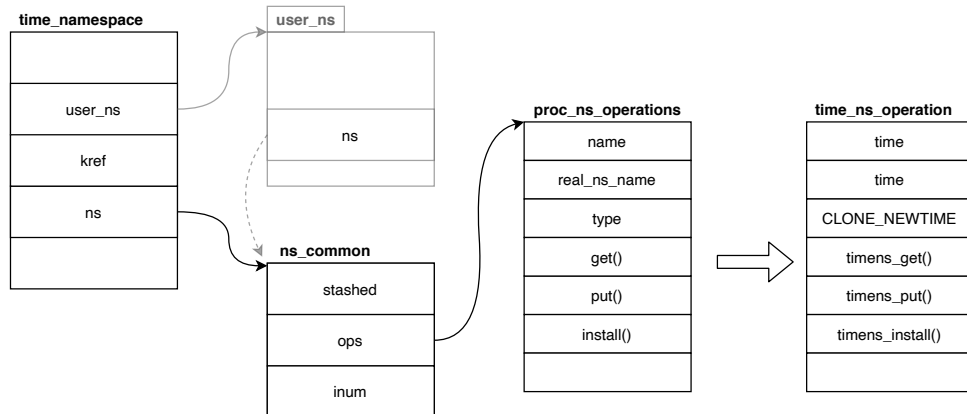 time_namespace
user_ns
kref
ns
user_ns
ns
ns_common
stashed
ops
inum
proc_ns_operations
name
real_ns_name
type
get()
put()
install()
time_ns_operation
time
time
CLONE_NEWTIME
timens_get()
timens_put()
timens_install()